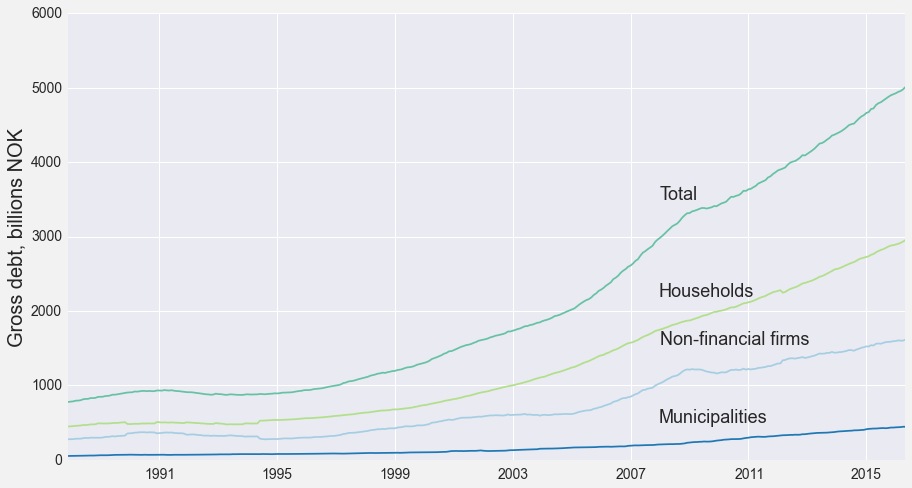 6000
5000
4000
3000
2000
1000
0
Gross debt, billions NOK
Total
Households
Non-financial firms
Municipalities
1991 1995 1999 2003 2007 2011 2015